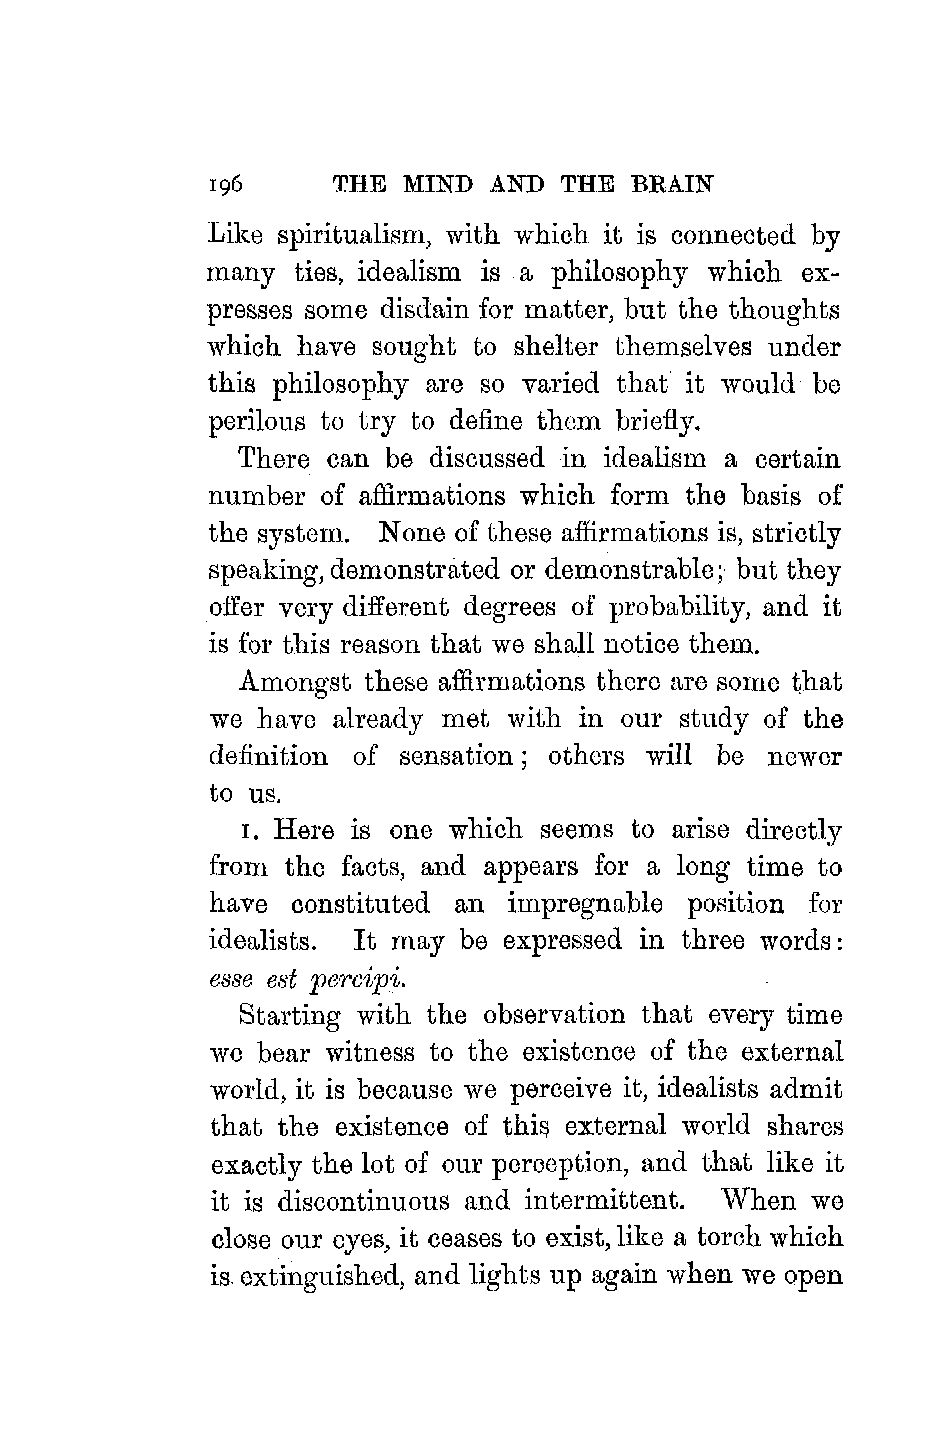 196 THE MIND AND THE BRAIN
Like spiritualism, with which it is connected by
many ties, idealism is a philosophy which ex-
presses some disdain for matter, but the thoughts
which have sought to shelter themselves under
this philosophy are so varied that it would be
perilous to try to define them briefly.
There can be discussed in idealism a certain
number of affirmations which form the basis of
the system. None of these affirmations is, strictly
speaking, demonstrated or demonstrable; but they
offer very different degrees of probability, and it
is for this reason that we shall notice them.
Amongst these affirmations there are some that
we have already met with in our study of the
definition of sensation; others will be newer
to us.
1. Here is one which seems to arise directly
from the facts, and appears for a long time to
have constituted an impregnable position for
idealists. It may be expressed in three words:
esse est percipi.
Starting with the observation that every time
we bear witness to the existence of the external
world, it is because we perceive it, idealists admit
that the existence of this external world shares
exactly the lot of our perception, and that like it
it is discontinuous and intermittent. When we
close our eyes, it ceases to exist, like a torch which
is extinguished, and lights up again when we open